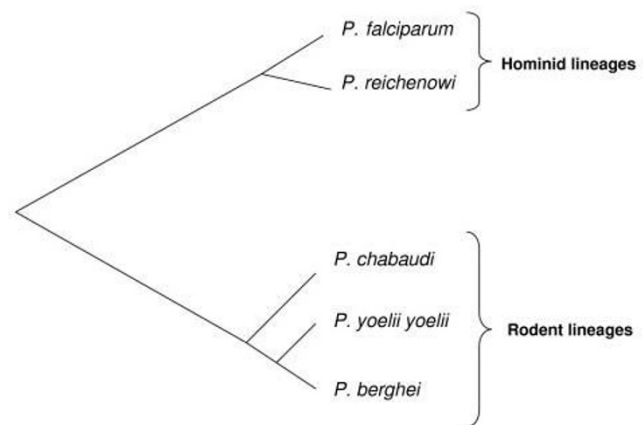 P. falciparum
Hominid lineages
P. reichenowi
P. chabaudi
P. yoelii yoelii
Rodent lineages
P. berghei